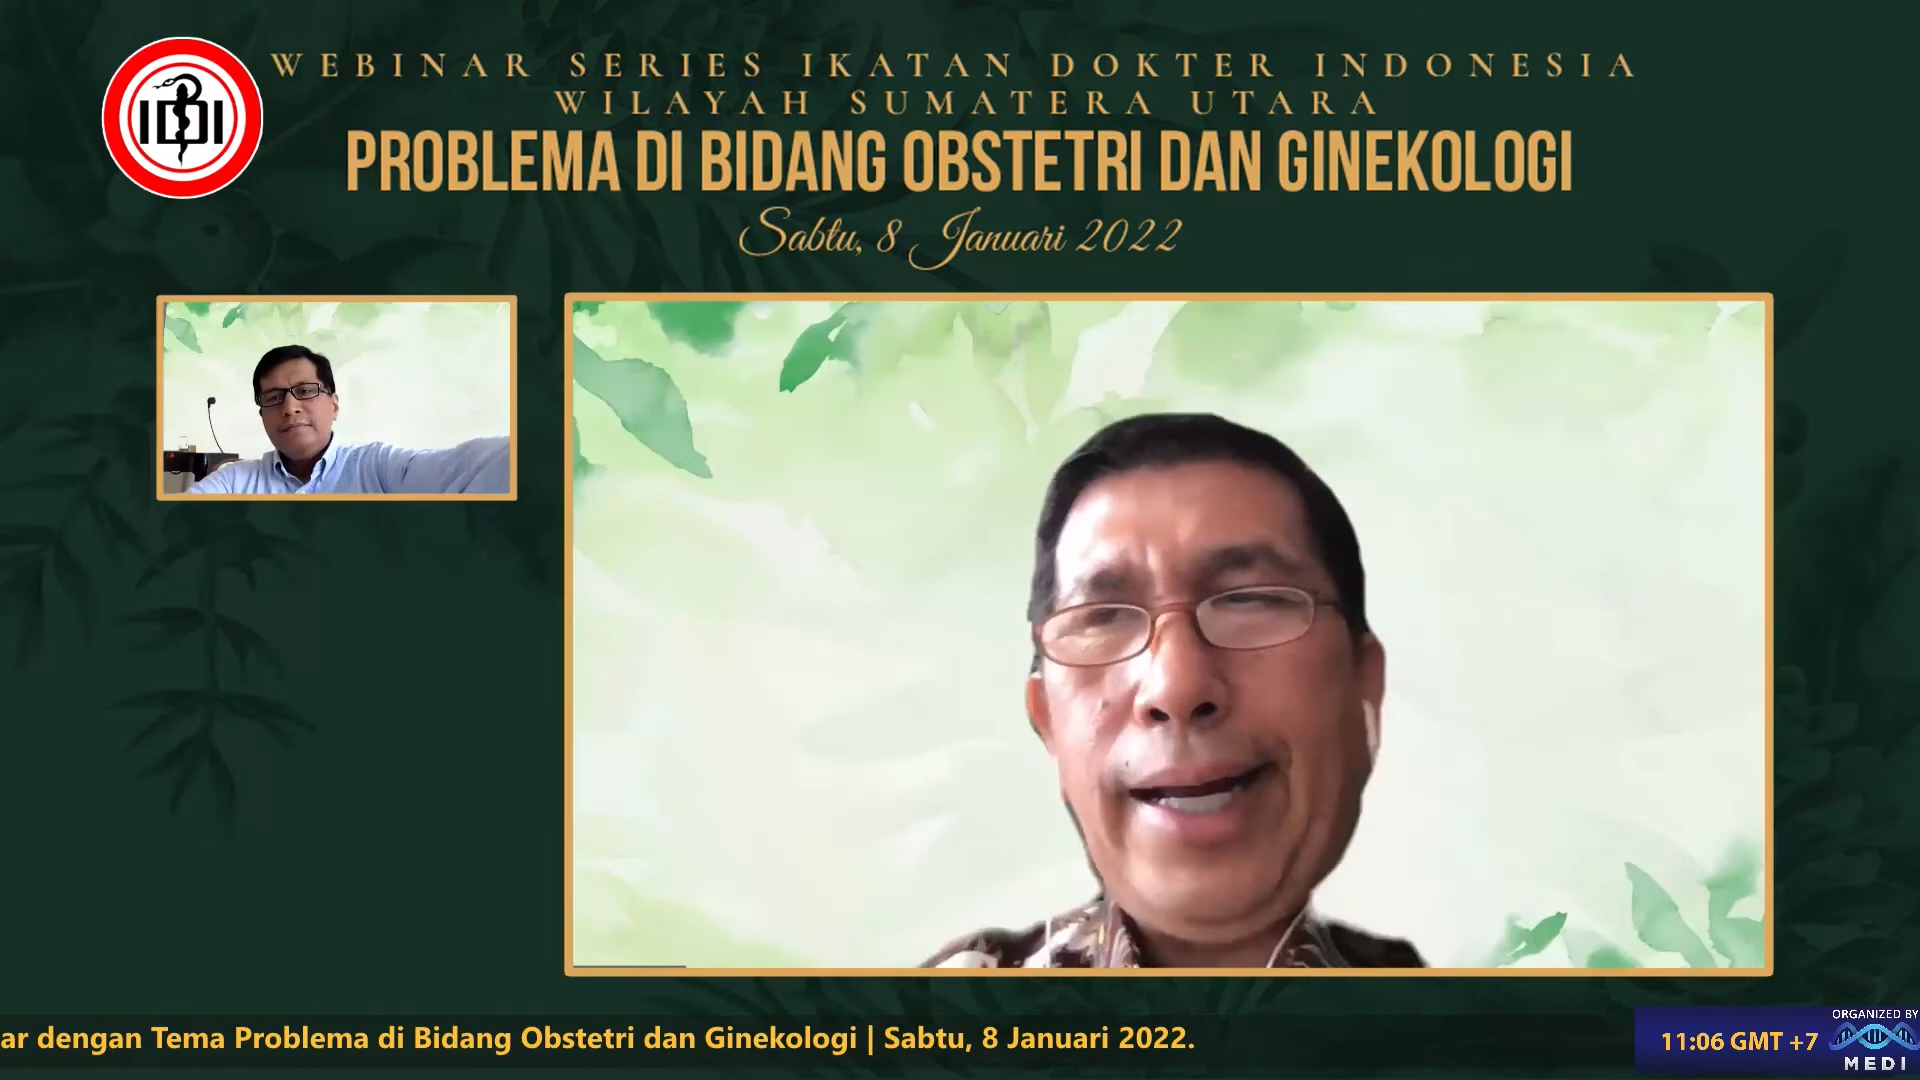 IDI
WEBINAR SERIES IKATAN DOKTER INDONESIA
WILAYAH SUMATERA UTARA
PROBLEMA DI BIDANG OBSTETRI DAN GINEKOLOGI
Sabtu, 8 Januari 2022
ar dengan Tema Problema di Bidang Obstetri dan Ginekologi | Sabtu, 8 Januari 2022.
11:06 GMT +7
ORGANIZED BY
MEDI